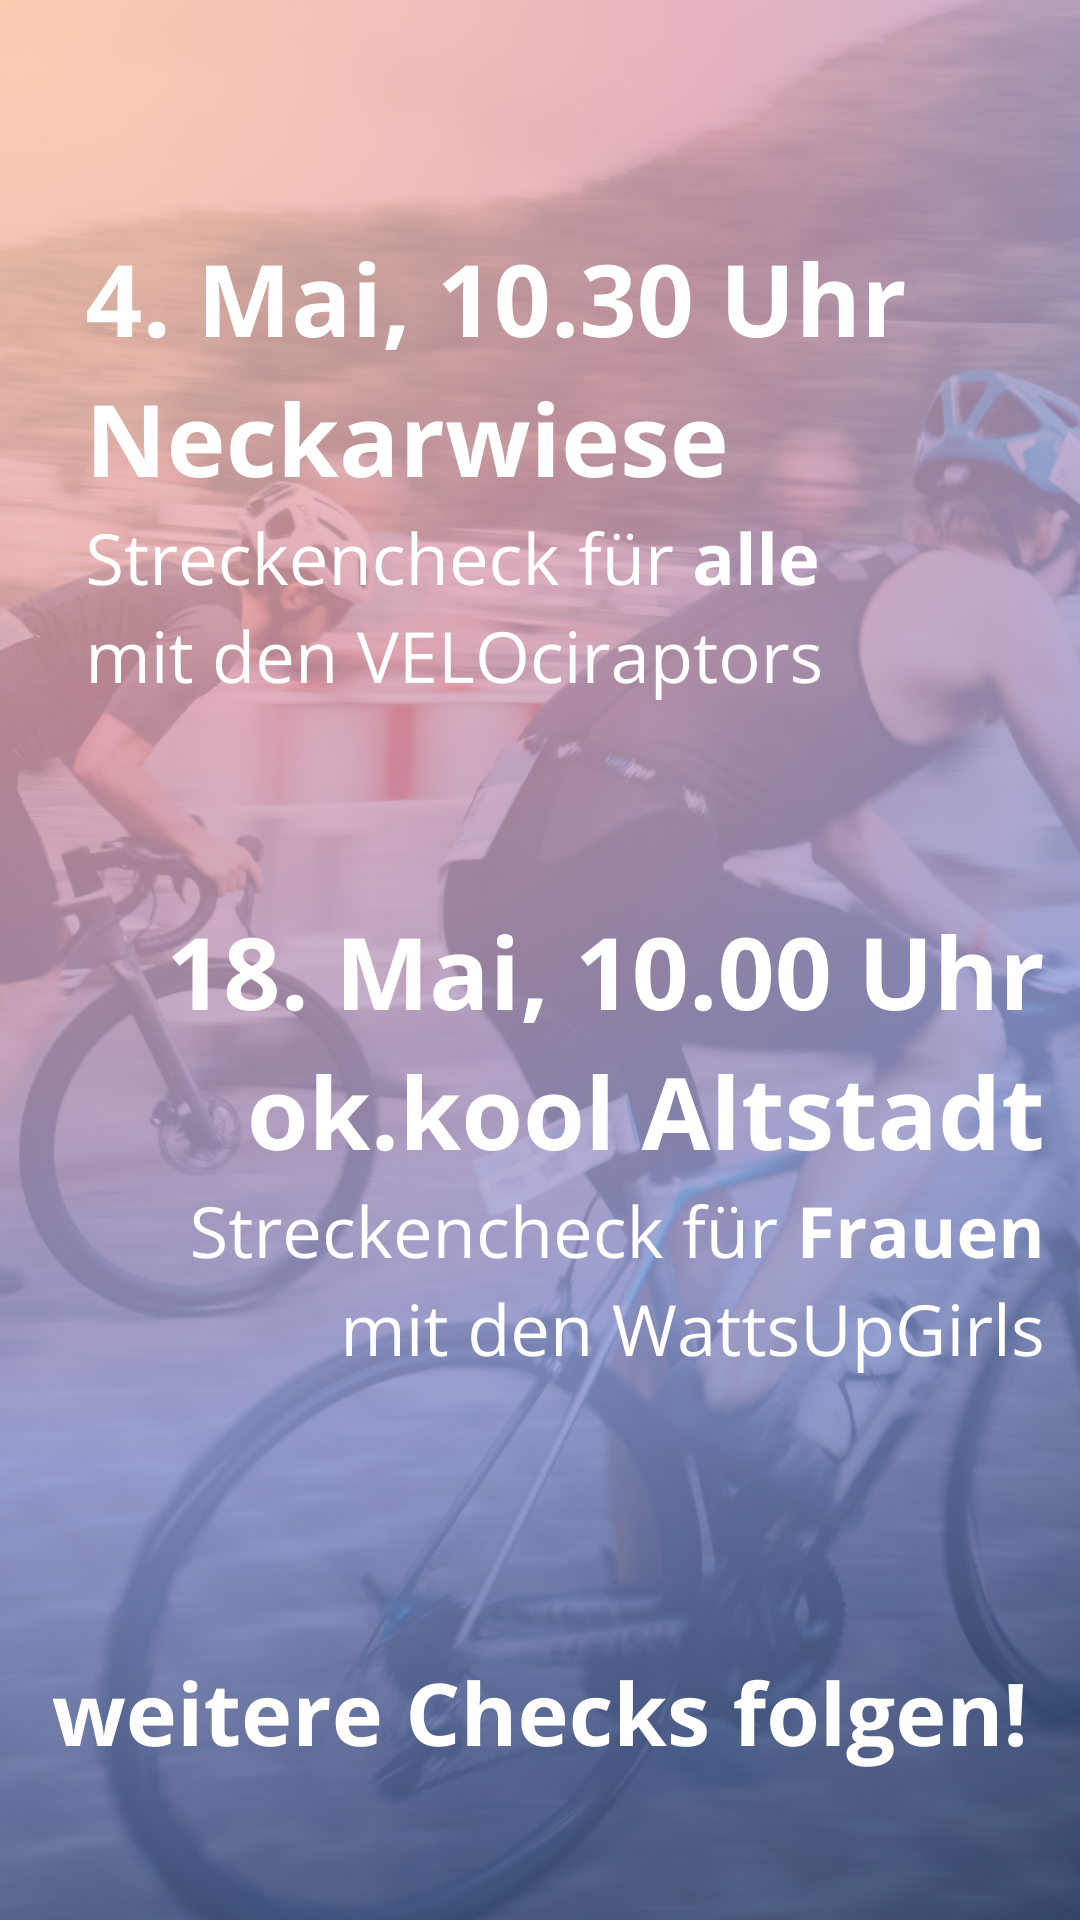 4. Mai, 10.30 Uhr
Neckarwiese
Streckencheck für alle
mit den VELOciraptors
18. Mai, 10.00 Uhr
ok.kool Altstadt
Streckencheck für Frauen
mit den WattsUpGirls
weitere Checks folgen!